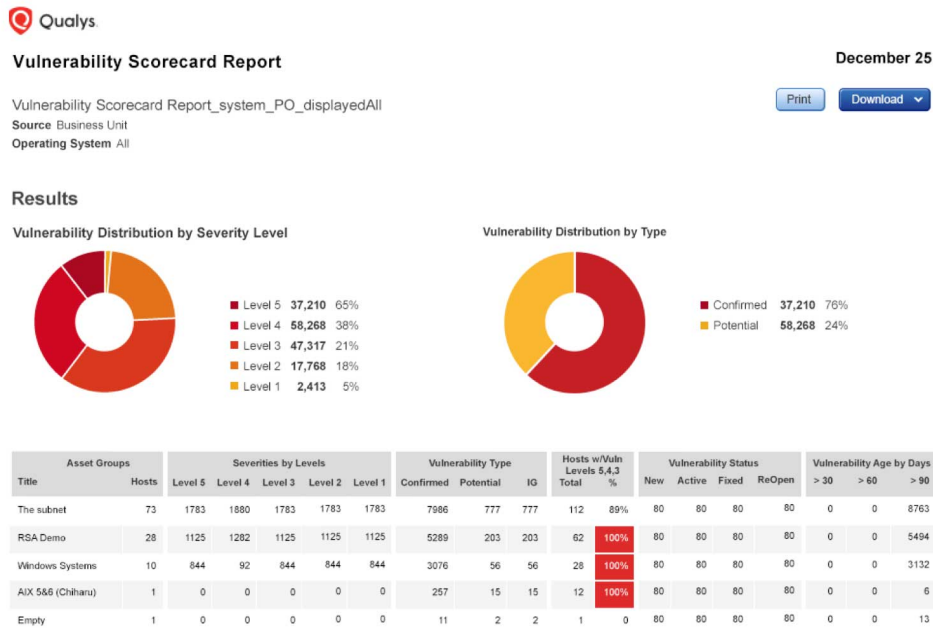 Qualys.
Vulnerability Scorecard Report
December 25
Vulnerability Scorecard Report_system_PO_displayedAll
Print
Download
Source Business Unit
Operating System All
Results
Vulnerability Distribution by Severity Level
Level 5 37,210 65%
Level 4 58,268 38%
Level 3 47,317 21%
Level 2 17,768 18%
Level 1 2,413 5%
Vulnerability Distribution by Type
Confirmed 37,210 76%
Potential 58,268 24%
Asset Groups Severities by Levels Vulnerability Type Hosts w/Vuln Levels 5,4,3 Vulnerability Status Vulnerability Age by Days
Title Hosts Level 5 Level 4 Level 3 Level 2 Level 1 Confirmed Potential IG Total % New Active Fixed ReOpen > 30 > 60 > 90
The subnet 73 1783 1880 1783 1783 1783 7986 777 777 112 89% 80 80 80 80 0 0 8763
RSA Demo 28 1125 1282 1125 1125 1125 5289 203 203 62 100% 80 80 80 80 0 0 5494
Windows Systems 10 844 92 844 844 844 3076 56 56 28 100% 80 80 80 80 0 0 3132
AIX 5&6 (Chiharu) 1 0 0 0 0 0 257 15 15 12 100% 80 80 80 80 0 0 6
Empty 1 0 0 0 0 0 11 2 2 1 0 80 80 80 80 0 0 13